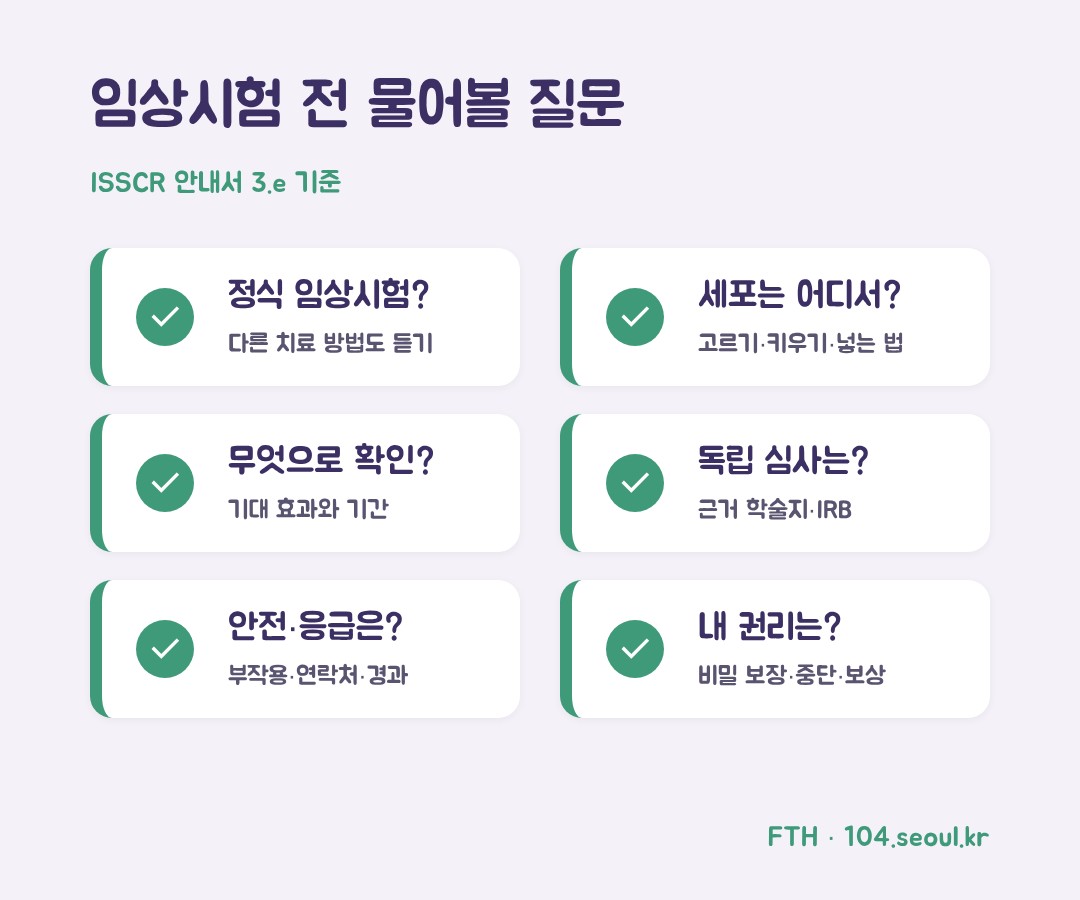 임상시험 전 물어볼 질문
ISSCR 안내서 3.e 기준
정식 임상시험?
다른 치료 방법도 듣기
세포는 어디서?
고르기·키우기·넣는 법
무엇으로 확인?
기대 효과와 기간
독립 심사는?
근거 학술지·IRB
안전·응급은?
부작용·연락처·경과
내 권리는?
비밀 보장·중단·보상
FTH · 104.seoul.kr